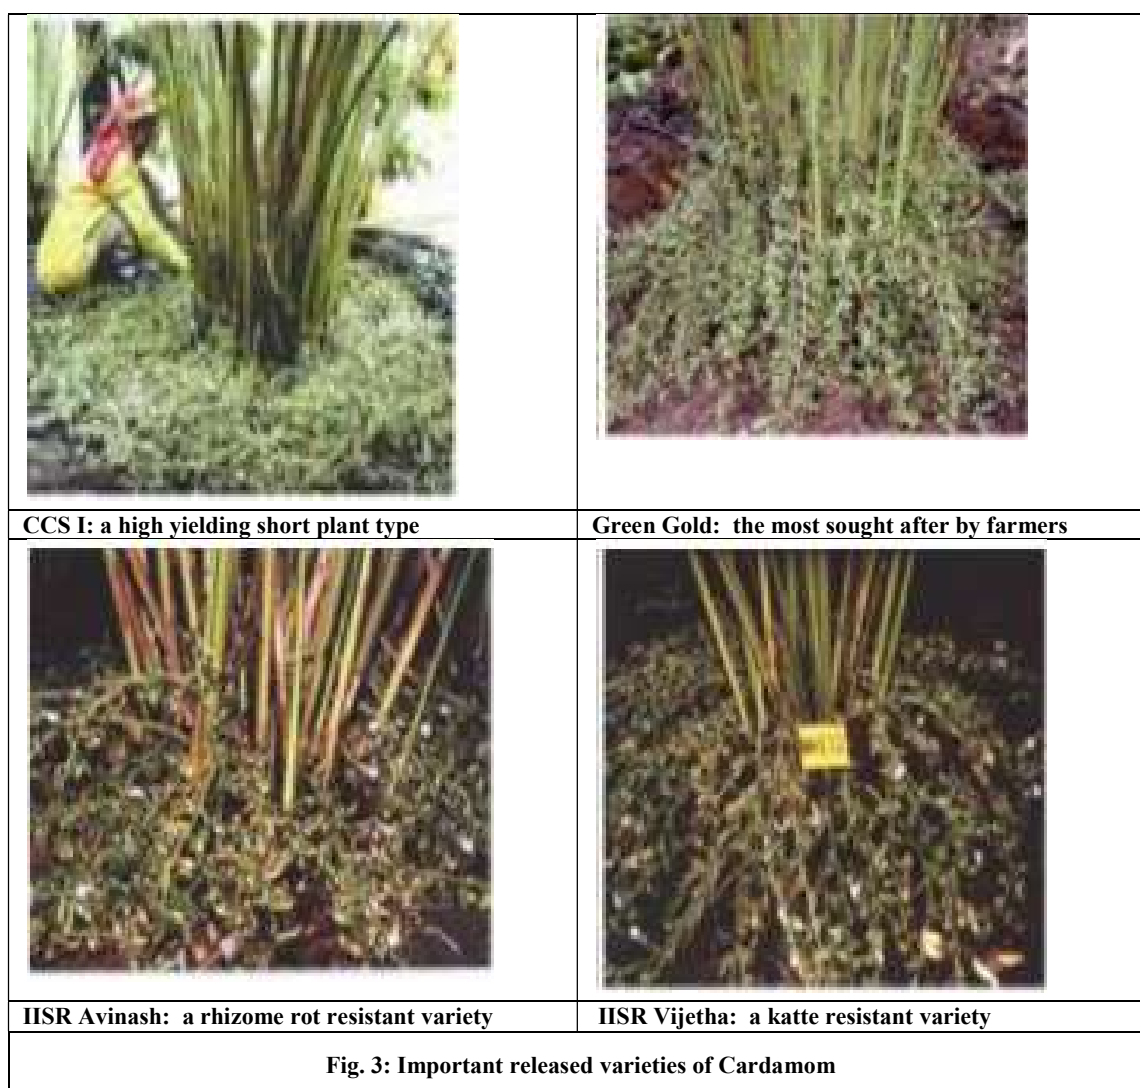 CCS I: a high yielding short plant type
Green Gold: the most sought after by farmers
IISR Avinash: a rhizome rot resistant variety
IISR Vijetha: a katte resistant variety
Fig. 3: Important released varieties of Cardamom